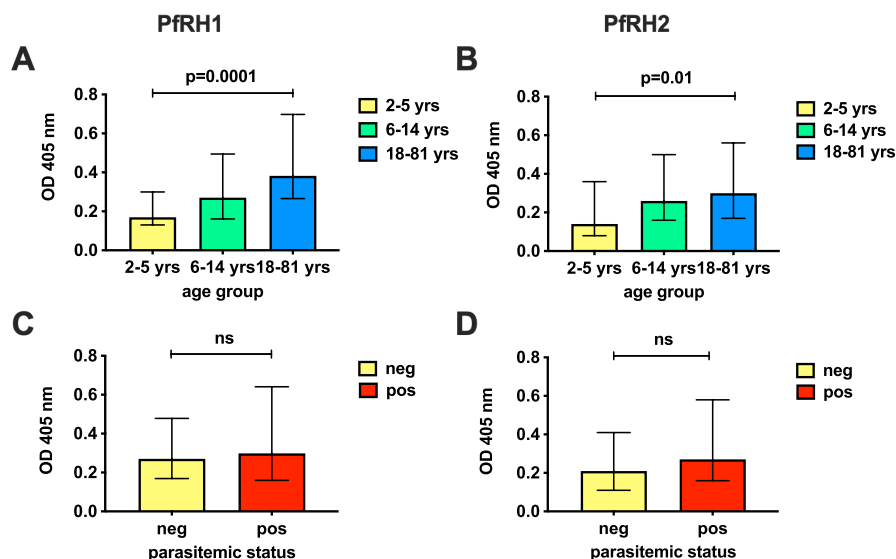 PfRH1
PfRH2
A
p=0.0001
OD 405 nm
0.8
0.6
0.4
0.2
0.0
2-5 yrs 6-14 yrs 18-81 yrs
age group
2-5 yrs
6-14 yrs
18-81 yrs
B
p=0.01
OD 405 nm
0.8
0.6
0.4
0.2
0.0
2-5 yrs 6-14 yrs 18-81 yrs
age group
2-5 yrs
6-14 yrs
18-81 yrs
C
ns
OD 405 nm
0.8
0.6
0.4
0.2
0.0
neg pos
parasitemic status
neg
pos
D
ns
OD 405 nm
0.8
0.6
0.4
0.2
0.0
neg pos
parasitemic status
neg
pos